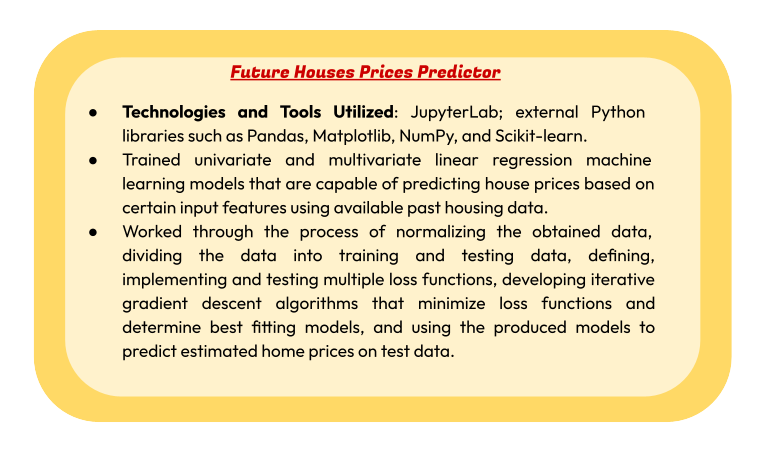 Future Houses Prices Predictor
● Technologies and Tools Utilized: JupyterLab; external Python
libraries such as Pandas, Matplotlib, NumPy, and Scikit-learn.
● Trained univariate and multivariate linear regression machine
learning models that are capable of predicting house prices based on
certain input features using available past housing data.
● Worked through the process of normalizing the obtained data,
dividing the data into training and testing data, defining,
implementing and testing multiple loss functions, developing iterative
gradient descent algorithms that minimize loss functions and
determine best fitting models, and using the produced models to
predict estimated home prices on test data.